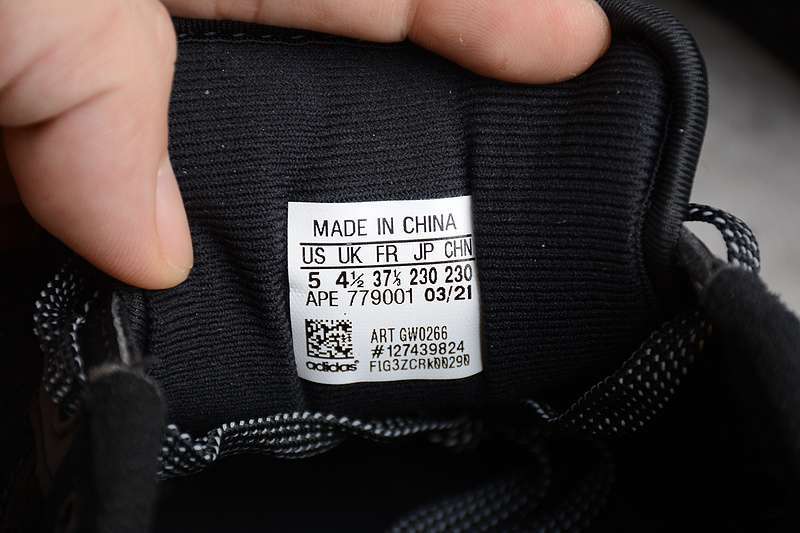 MADE IN CHINA
US UK FR JP CHN
5 4½ 37⅓ 230 230
APE 779001 03/21
ART GW0266
#127439824
F1G3ZCRk00290
adidas